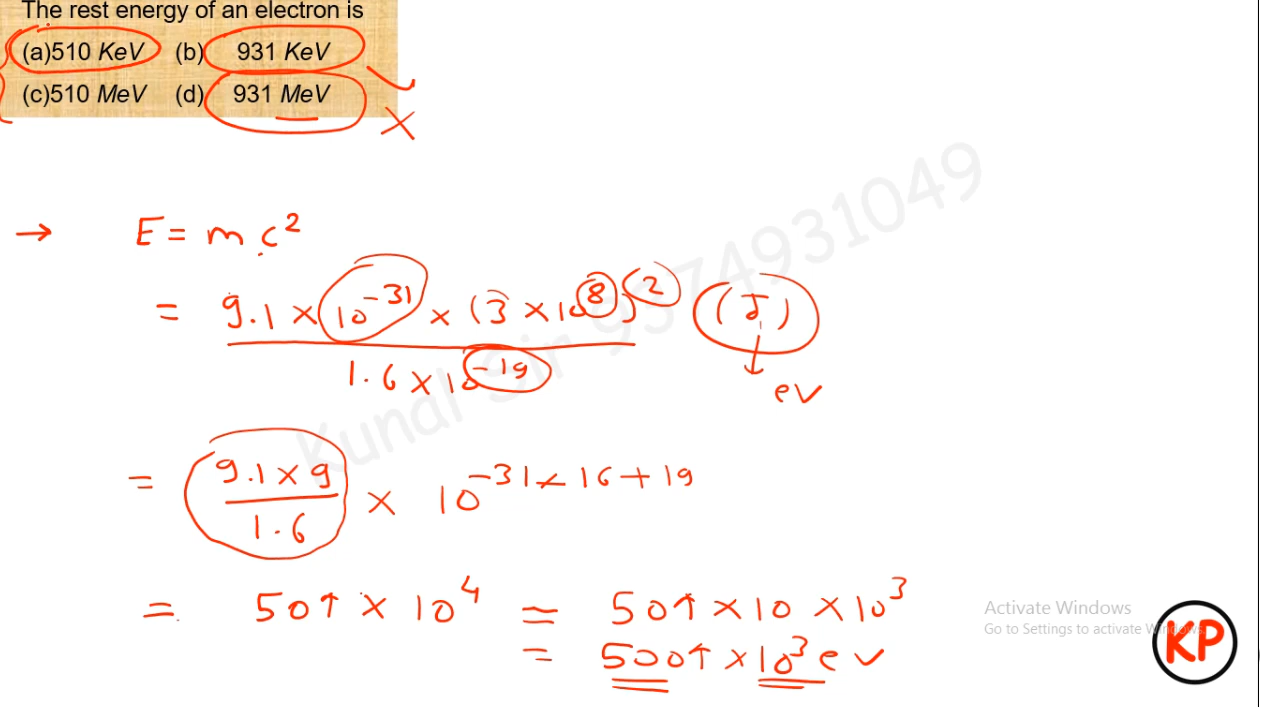 The rest energy of an electron is
(a)510 KeV (b) 931 KeV
(c)510 MeV (d) 931 MeV
→ E = mc²
= 9.1 × 10⁻³¹ × (3 × 10⁸)² (J)
1.6 × 10⁻¹⁹
ev
= 9.1 × 9 × 10⁻³¹ ⁺ ¹⁶ ⁺ ¹⁹
1.6
= 50↑ × 10⁴ = 50↑ × 10 × 10³
= 500↑ × 10³ ev
Kunal Sir 9374931049
Activate Windows
Go to Settings to activate Windows.
KP